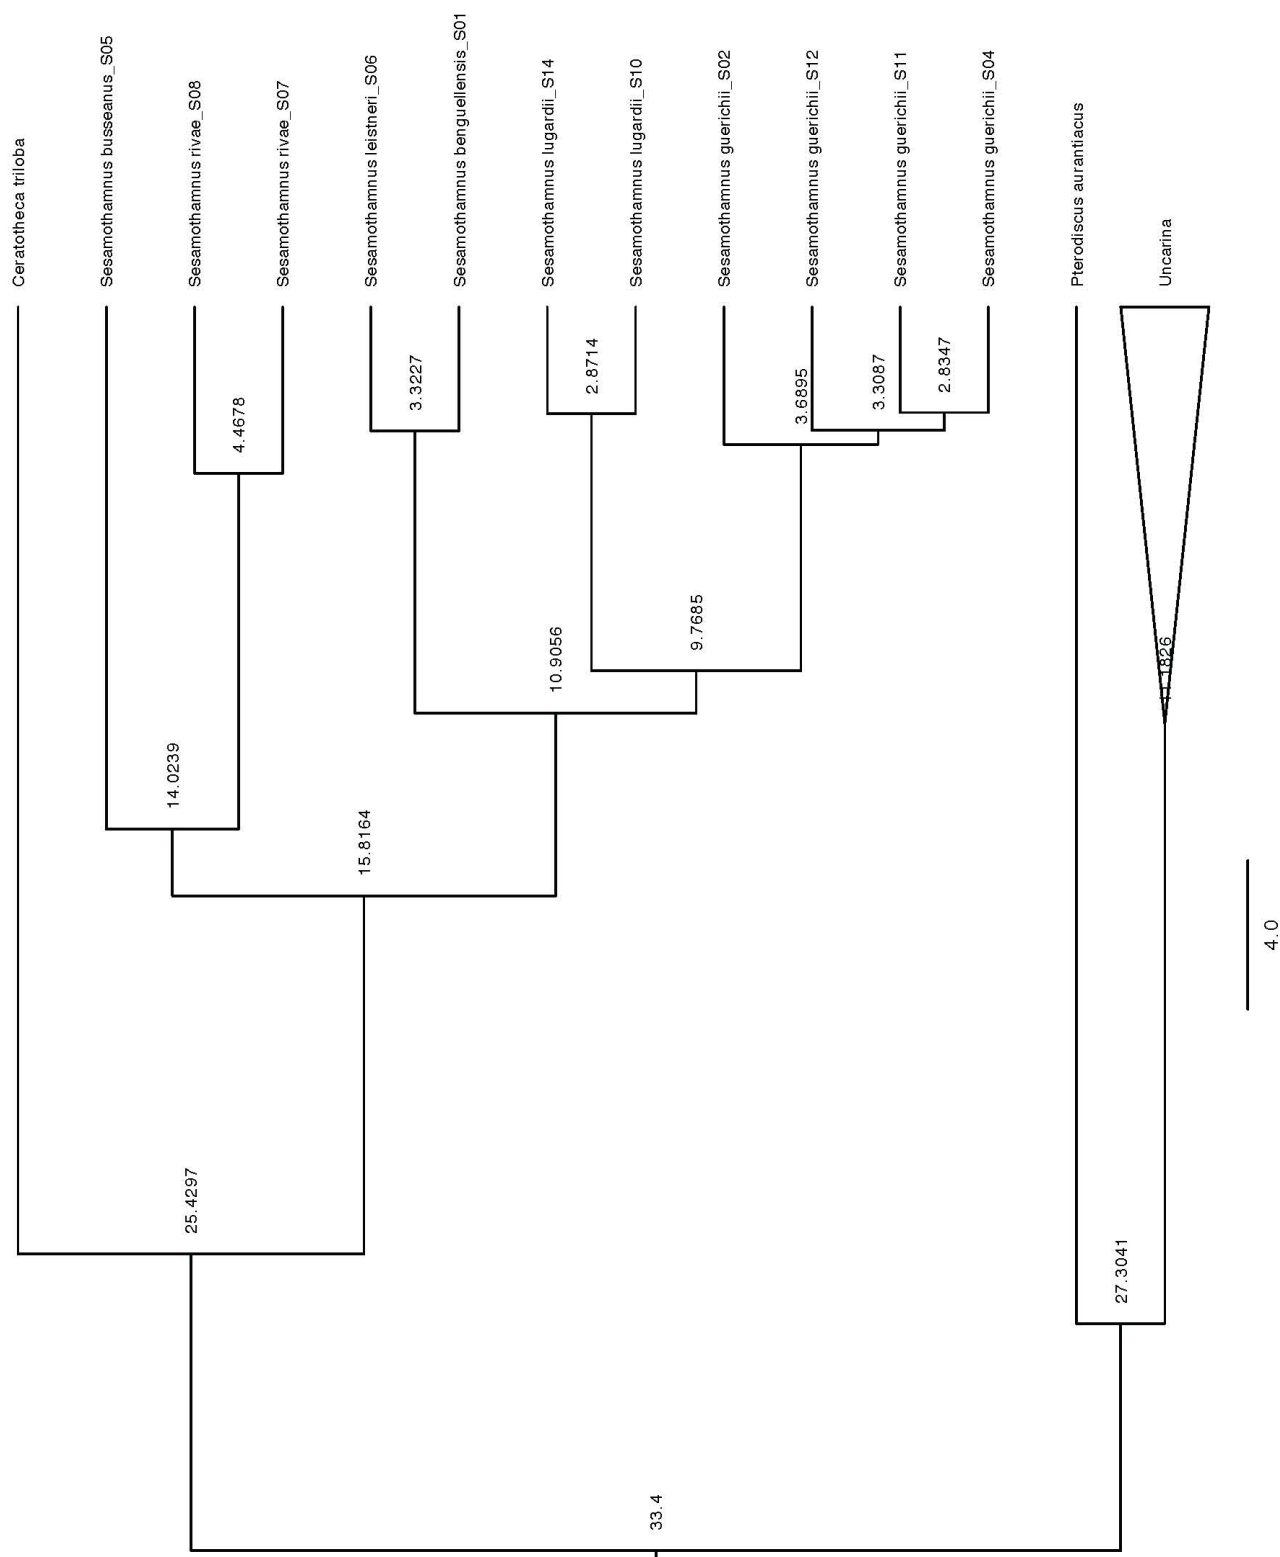 Ceratotheca triloba
Sesamothamnus busseanus_S05
Sesamothamnus rivae_S08
Sesamothamnus rivae_S07
Sesamothamnus leistneri_S06
Sesamothamnus benguellensis_S01
Sesamothamnus lugardii_S14
Sesamothamnus lugardii_S10
Sesamothamnus guerichii_S02
Sesamothamnus guerichii_S12
Sesamothamnus guerichii_S11
Sesamothamnus guerichii_S04
Pterodiscus aurantiacus
Uncarina
4.4678
3.3227
2.8714
3.6895
3.3087
2.8347
14.0239
10.9056
9.7685
11.1826
15.8164
25.4297
27.3041
33.4
4.0